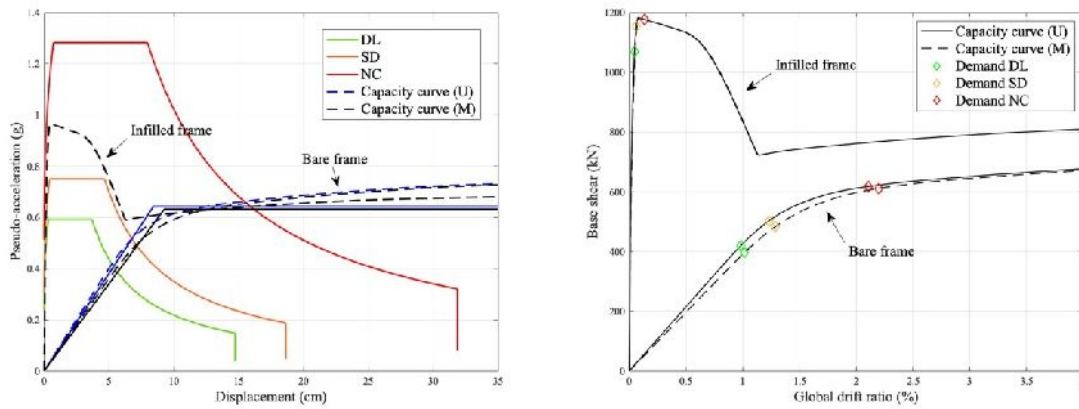 1.4
1.2
1
0.8
0.6
0.4
0.2
0
0
5
10
15
20
25
30
35
Pseudo-acceleration (g)
Displacement (cm)
DL
SD
NC
Capacity curve (U)
Capacity curve (M)
Infilled frame
Bare frame
1200
1000
800
600
400
200
0
0
0.5
1
1.5
2
2.5
3
3.5
Base shear (kN)
Global drift ratio (%)
Capacity curve (U)
Capacity curve (M)
Demand DL
Demand SD
Demand NC
Infilled frame
Bare frame